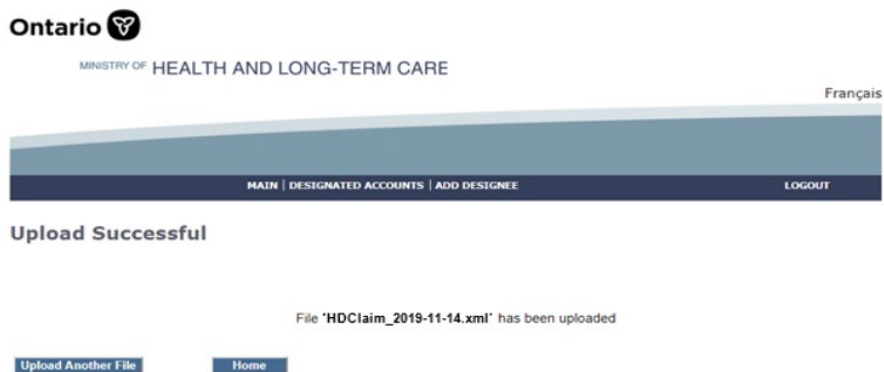 Ontario
MINISTRY OF HEALTH AND LONG-TERM CARE
Français
MAIN | DESIGNATED ACCOUNTS | ADD DESIGNEE LOGOUT
Upload Successful
File "HDClaim_2019-11-14.xml" has been uploaded
Upload Another File Home